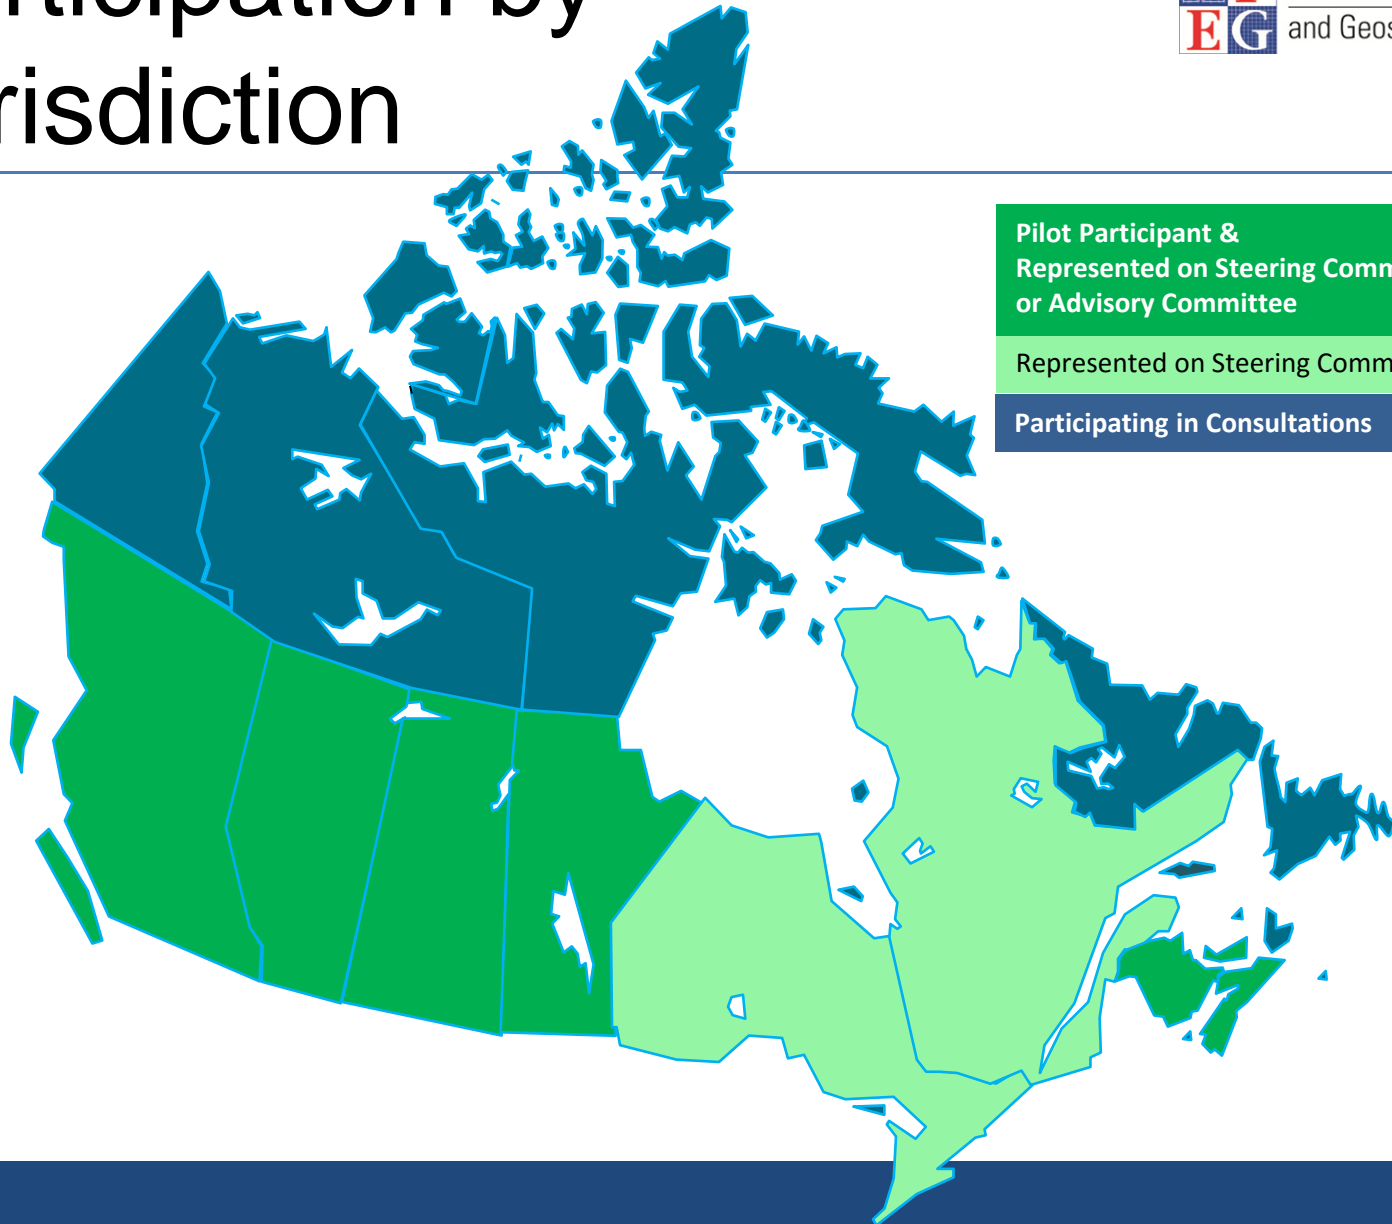 rticipation by
risdiction
E G
and Geos
Pilot Participant &
Represented on Steering Comm
or Advisory Committee
Represented on Steering Comm
Participating in Consultations